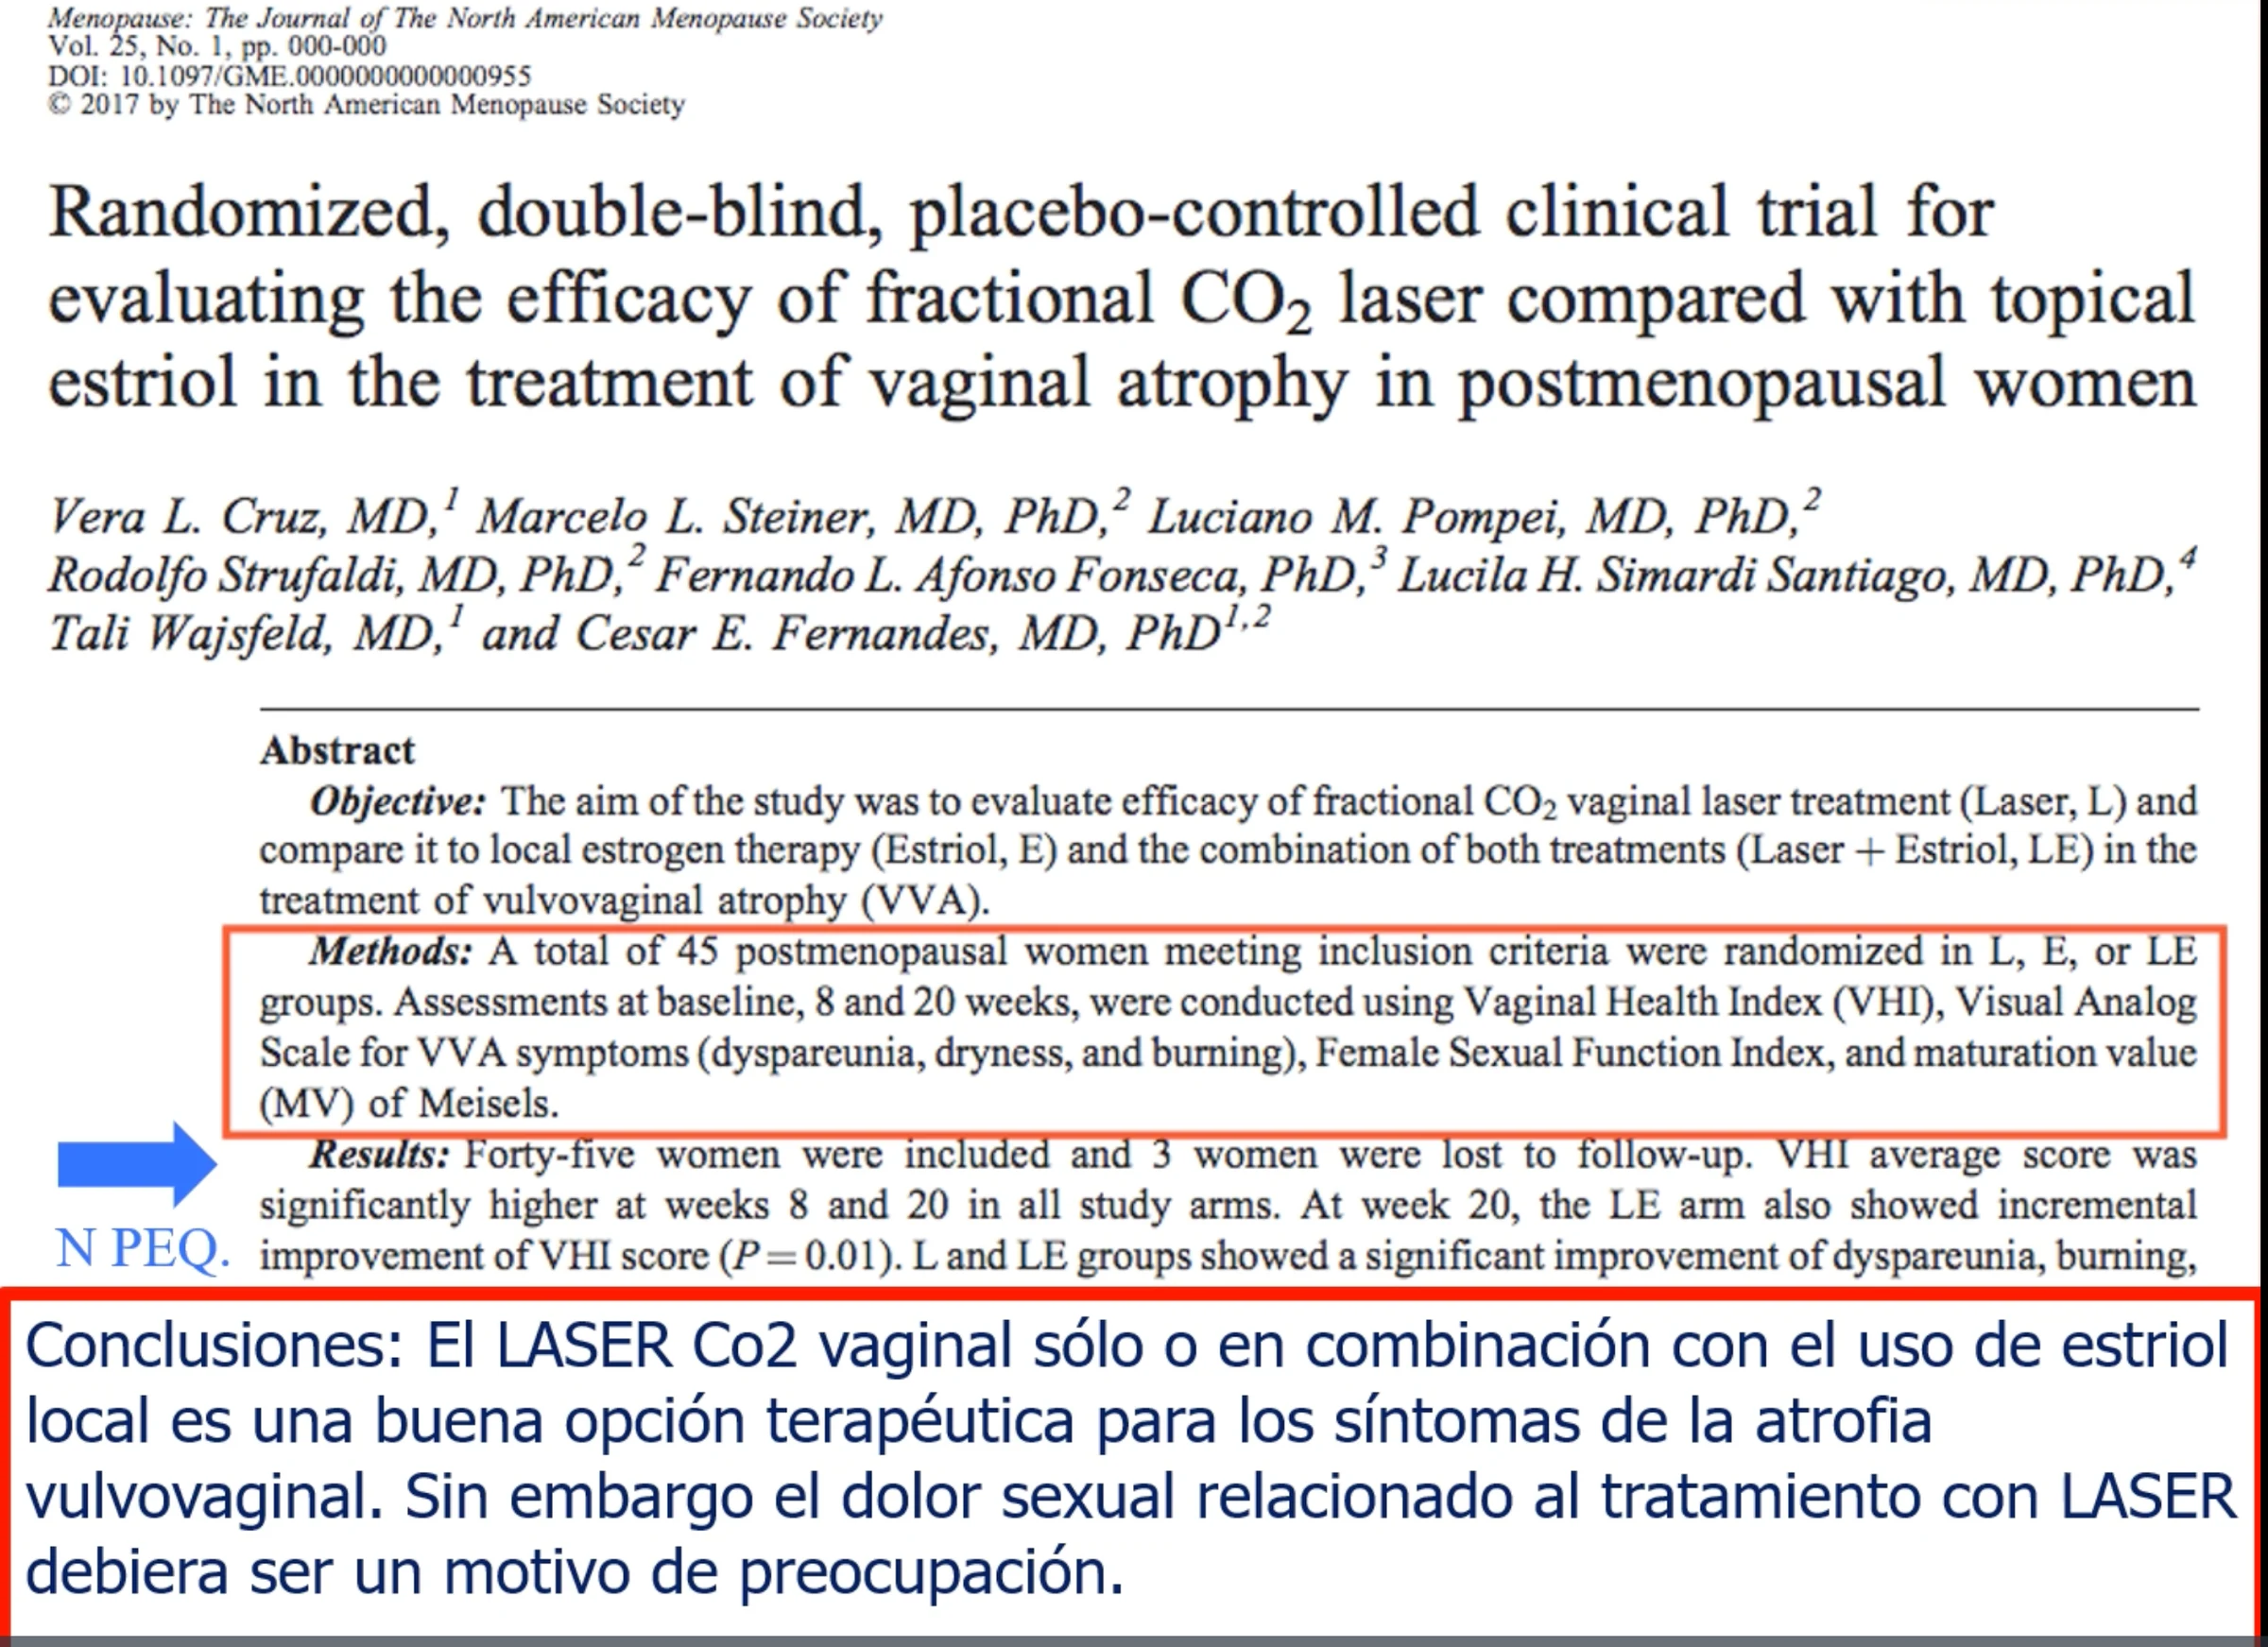 Menopause: The Journal of The North American Menopause Society
Vol. 25, No. 1, pp. 000-000
DOI: 10.1097/GME.0000000000000955
© 2017 by The North American Menopause Society
Randomized, double-blind, placebo-controlled clinical trial for
evaluating the efficacy of fractional CO₂ laser compared with topical
estriol in the treatment of vaginal atrophy in postmenopausal women
Vera L. Cruz, MD,¹ Marcelo L. Steiner, MD, PhD,² Luciano M. Pompei, MD, PhD,²
Rodolfo Strufaldi, MD, PhD,² Fernando L. Afonso Fonseca, PhD,³ Lucila H. Simardi Santiago, MD, PhD,⁴
Tali Wajsfeld, MD,¹ and Cesar E. Fernandes, MD, PhD¹,²
Abstract
Objective: The aim of the study was to evaluate efficacy of fractional CO₂ vaginal laser treatment (Laser, L) and
compare it to local estrogen therapy (Estriol, E) and the combination of both treatments (Laser + Estriol, LE) in the
treatment of vulvovaginal atrophy (VVA).
Methods: A total of 45 postmenopausal women meeting inclusion criteria were randomized in L, E, or LE
groups. Assessments at baseline, 8 and 20 weeks, were conducted using Vaginal Health Index (VHI), Visual Analog
Scale for VVA symptoms (dyspareunia, dryness, and burning), Female Sexual Function Index, and maturation value
(MV) of Meisels.
Results: Forty-five women were included and 3 women were lost to follow-up. VHI average score was
significantly higher at weeks 8 and 20 in all study arms. At week 20, the LE arm also showed incremental
improvement of VHI score (P = 0.01). L and LE groups showed a significant improvement of dyspareunia, burning,
N PEQ.
Conclusiones: El LASER Co2 vaginal sólo o en combinación con el uso de estriol
local es una buena opción terapéutica para los síntomas de la atrofia
vulvovaginal. Sin embargo el dolor sexual relacionado al tratamiento con LASER
debiera ser un motivo de preocupación.